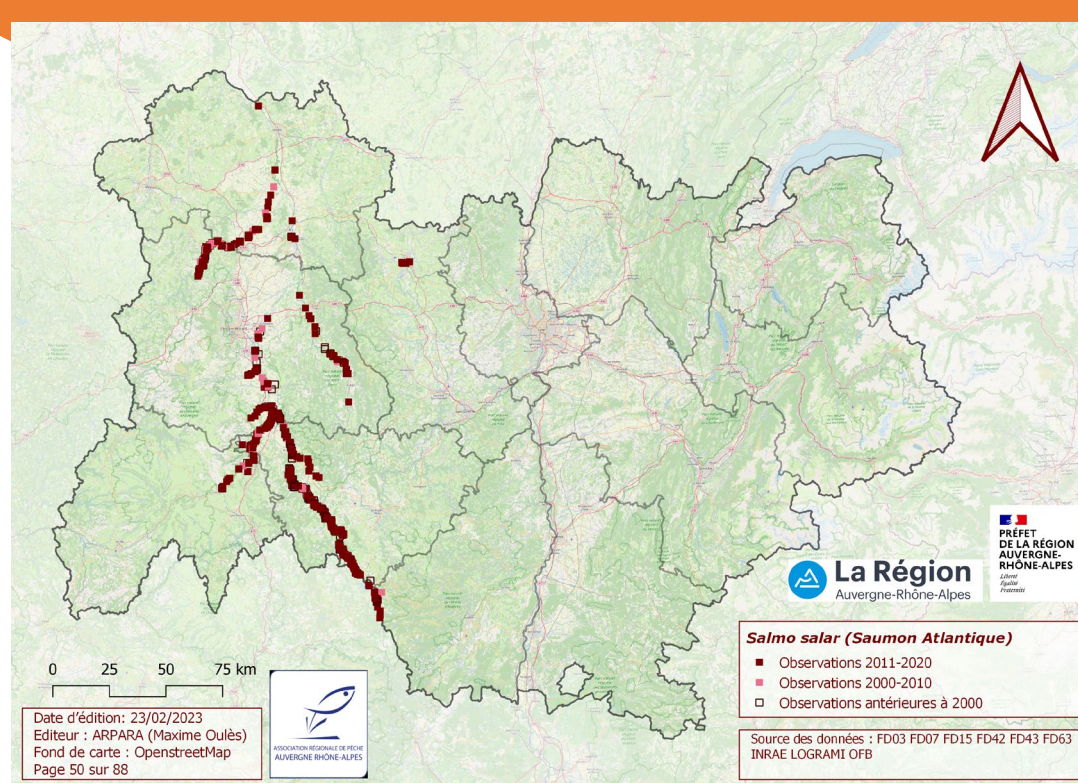 PRÉFET
DE LA RÉGION
AUVERGNE-
RHÔNE-ALPES
Liberté
Égalité
Fraternité
La Région
Auvergne-Rhône-Alpes
Salmo salar (Saumon Atlantique)
Observations 2011-2020
Observations 2000-2010
Observations antérieures à 2000
0 25 50 75 km
ASSOCIATION RÉGIONALE DE PÊCHE
AUVERGNE RHONE-ALPES
Date d'édition: 23/02/2023
Editeur : ARPARA (Maxime Oulès)
Fond de carte : OpenstreetMap
Page 50 sur 88
Source des données : FD03 FD07 FD15 FD42 FD43 FD63
INRAE LOGRAMI OFB